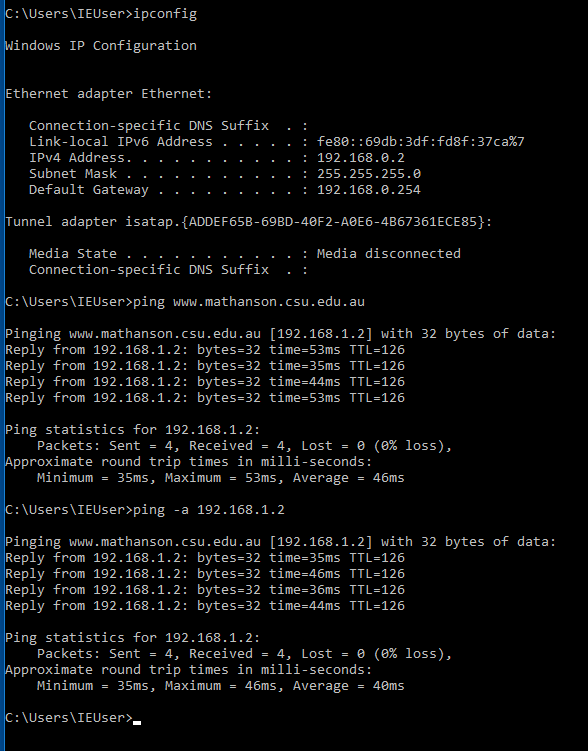 C:\Users\IEUser>ipconfig
Windows IP Configuration
Ethernet adapter Ethernet:
   Connection-specific DNS Suffix  . :
   Link-local IPv6 Address . . . . . : fe80::69db:3df:fd8f:37ca%7
   IPv4 Address. . . . . . . . . . . : 192.168.0.2
   Subnet Mask . . . . . . . . . . . : 255.255.255.0
   Default Gateway . . . . . . . . . : 192.168.0.254
Tunnel adapter isatap.{ADDEF65B-69BD-40F2-A0E6-4B67361ECE85}:
   Media State . . . . . . . . . . . : Media disconnected
   Connection-specific DNS Suffix  . :
C:\Users\IEUser>ping www.mathanson.csu.edu.au
Pinging www.mathanson.csu.edu.au [192.168.1.2] with 32 bytes of data:
Reply from 192.168.1.2: bytes=32 time=53ms TTL=126
Reply from 192.168.1.2: bytes=32 time=35ms TTL=126
Reply from 192.168.1.2: bytes=32 time=44ms TTL=126
Reply from 192.168.1.2: bytes=32 time=53ms TTL=126
Ping statistics for 192.168.1.2:
    Packets: Sent = 4, Received = 4, Lost = 0 (0% loss),
Approximate round trip times in milli-seconds:
    Minimum = 35ms, Maximum = 53ms, Average = 46ms
C:\Users\IEUser>ping -a 192.168.1.2
Pinging www.mathanson.csu.edu.au [192.168.1.2] with 32 bytes of data:
Reply from 192.168.1.2: bytes=32 time=35ms TTL=126
Reply from 192.168.1.2: bytes=32 time=46ms TTL=126
Reply from 192.168.1.2: bytes=32 time=36ms TTL=126
Reply from 192.168.1.2: bytes=32 time=44ms TTL=126
Ping statistics for 192.168.1.2:
    Packets: Sent = 4, Received = 4, Lost = 0 (0% loss),
Approximate round trip times in milli-seconds:
    Minimum = 35ms, Maximum = 46ms, Average = 40ms
C:\Users\IEUser>